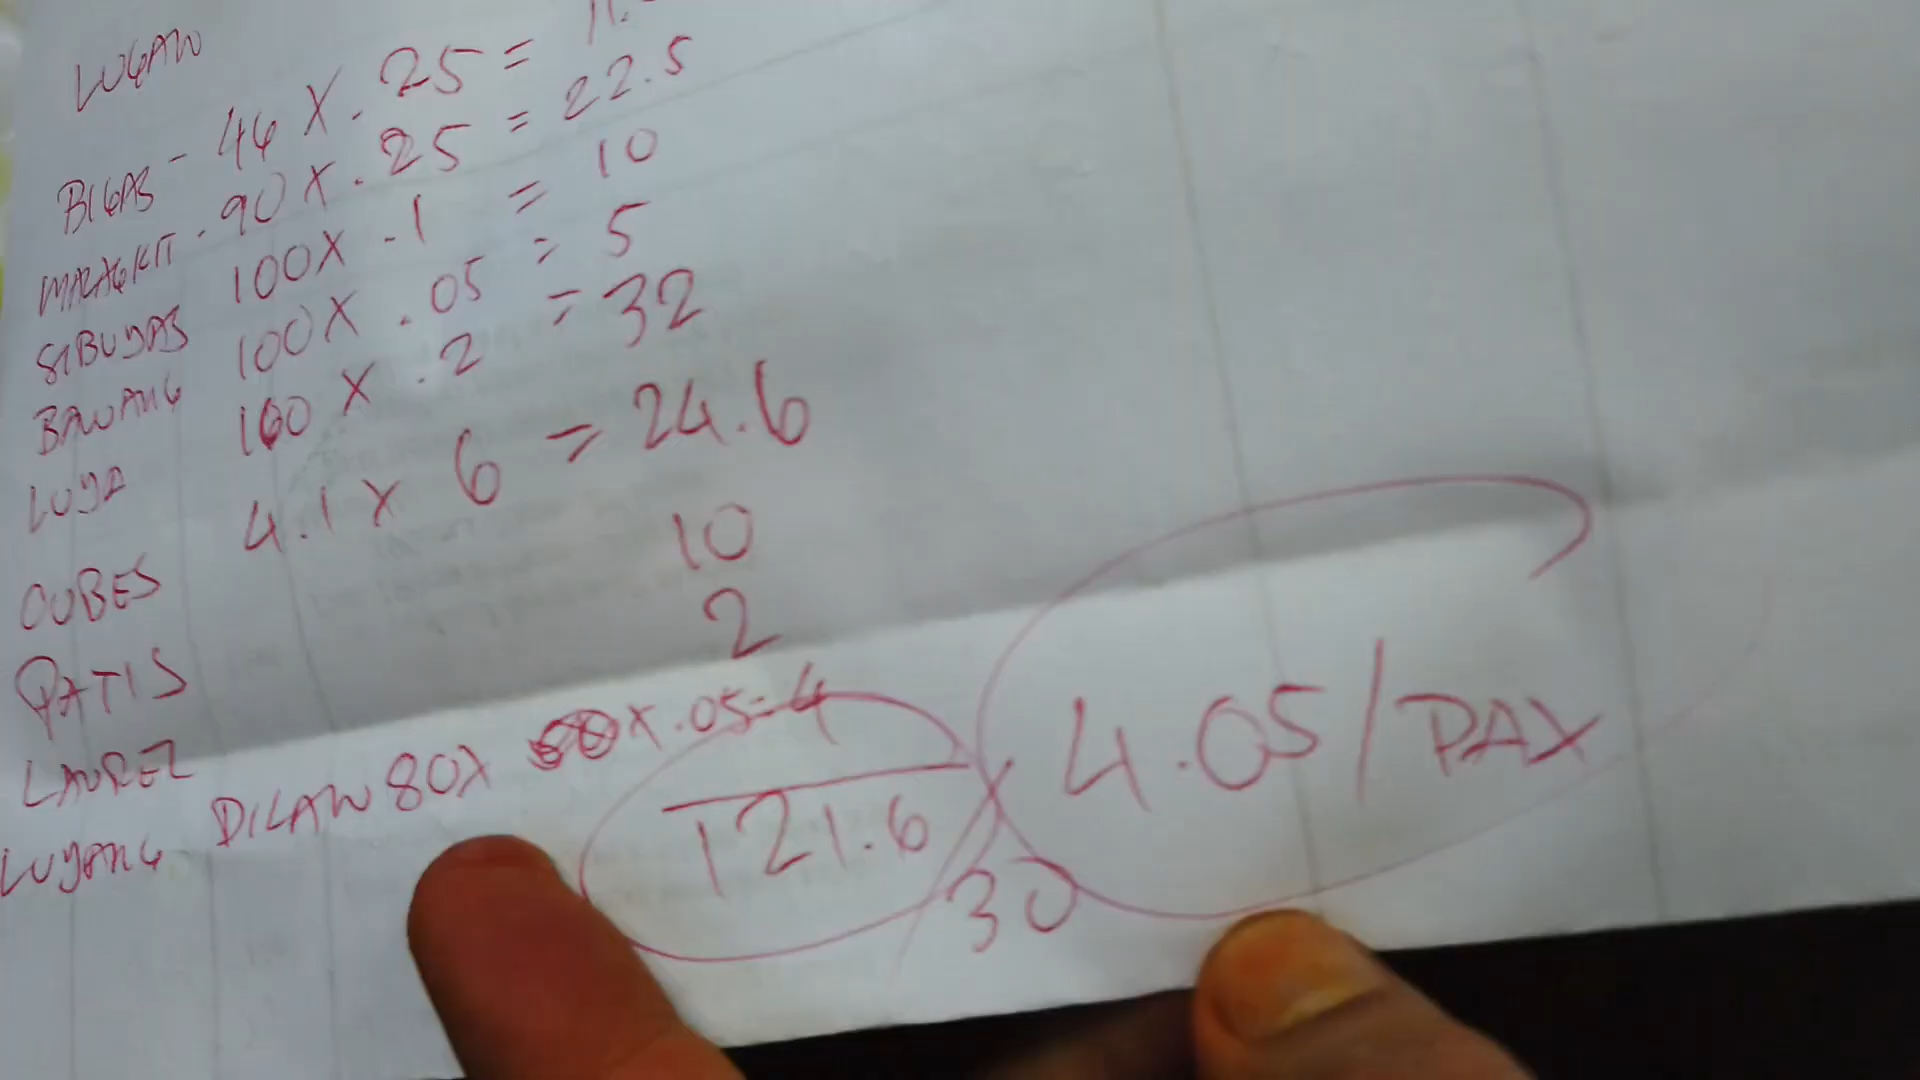 LUGAW
BIGAS - 46 X .25 = 11.
MALAGKIT - 90 X .25 = 22.5
SIBUYAS 100X .1 = 10
BAWANG 100X .05 = 5
LUYA 160 X .2 = 32
CUBES 4.1 X 6 = 24.6
PATIS 10
LAUREL 2
LUYANG DILAW 80X X .05 = 4
121.6 / 30 4.05/PAX